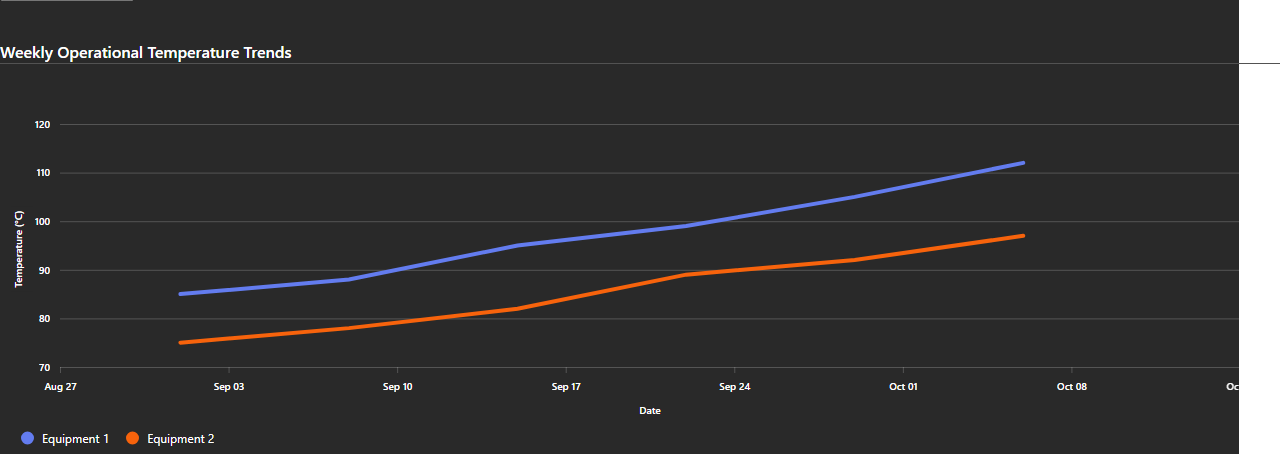 Weekly Operational Temperature Trends
120
110
100
90
80
70
Temperature (°C)
Aug 27 Sep 03 Sep 10 Sep 17 Sep 24 Oct 01 Oct 08 Oc
Date
Equipment 1 Equipment 2